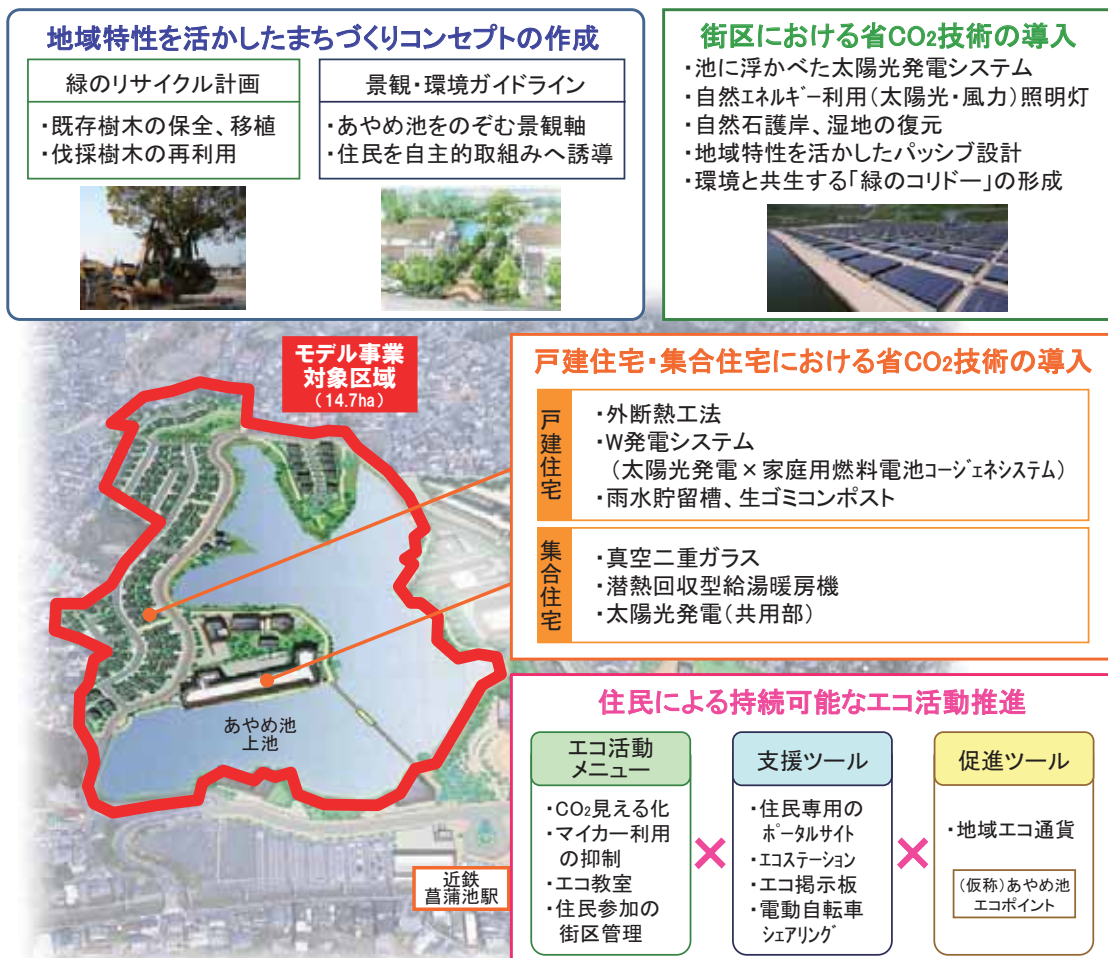 地域特性を活かしたまちづくりコンセプトの作成
緑のリサイクル計画
・既存樹木の保全、移植
・伐採樹木の再利用
景観・環境ガイドライン
・あやめ池をのぞむ景観軸
・住民を自主的取組みへ誘導
街区における省CO₂技術の導入
・池に浮かべた太陽光発電システム
・自然エネルギー利用(太陽光・風力)照明灯
・自然石護岸、湿地の復元
・地域特性を活かしたパッシブ設計
・環境と共生する「緑のコリドー」の形成
モデル事業
対象区域
(14.7ha)
戸建住宅・集合住宅における省CO₂技術の導入
戸建住宅
・外断熱工法
・W発電システム
(太陽光発電×家庭用燃料電池コージェネシステム)
・雨水貯留槽、生ゴミコンポスト
集合住宅
・真空二重ガラス
・潜熱回収型給湯暖房機
・太陽光発電(共用部)
あやめ池
上池
近鉄
菖蒲池駅
住民による持続可能なエコ活動推進
エコ活動
メニュー
・CO₂見える化
・マイカー利用
の抑制
・エコ教室
・住民参加の
街区管理
×
支援ツール
・住民専用の
ポータルサイト
・エコステーション
・エコ掲示板
・電動自転車
シェアリング
×
促進ツール
・地域エコ通貨
(仮称)あやめ池
エコポイント